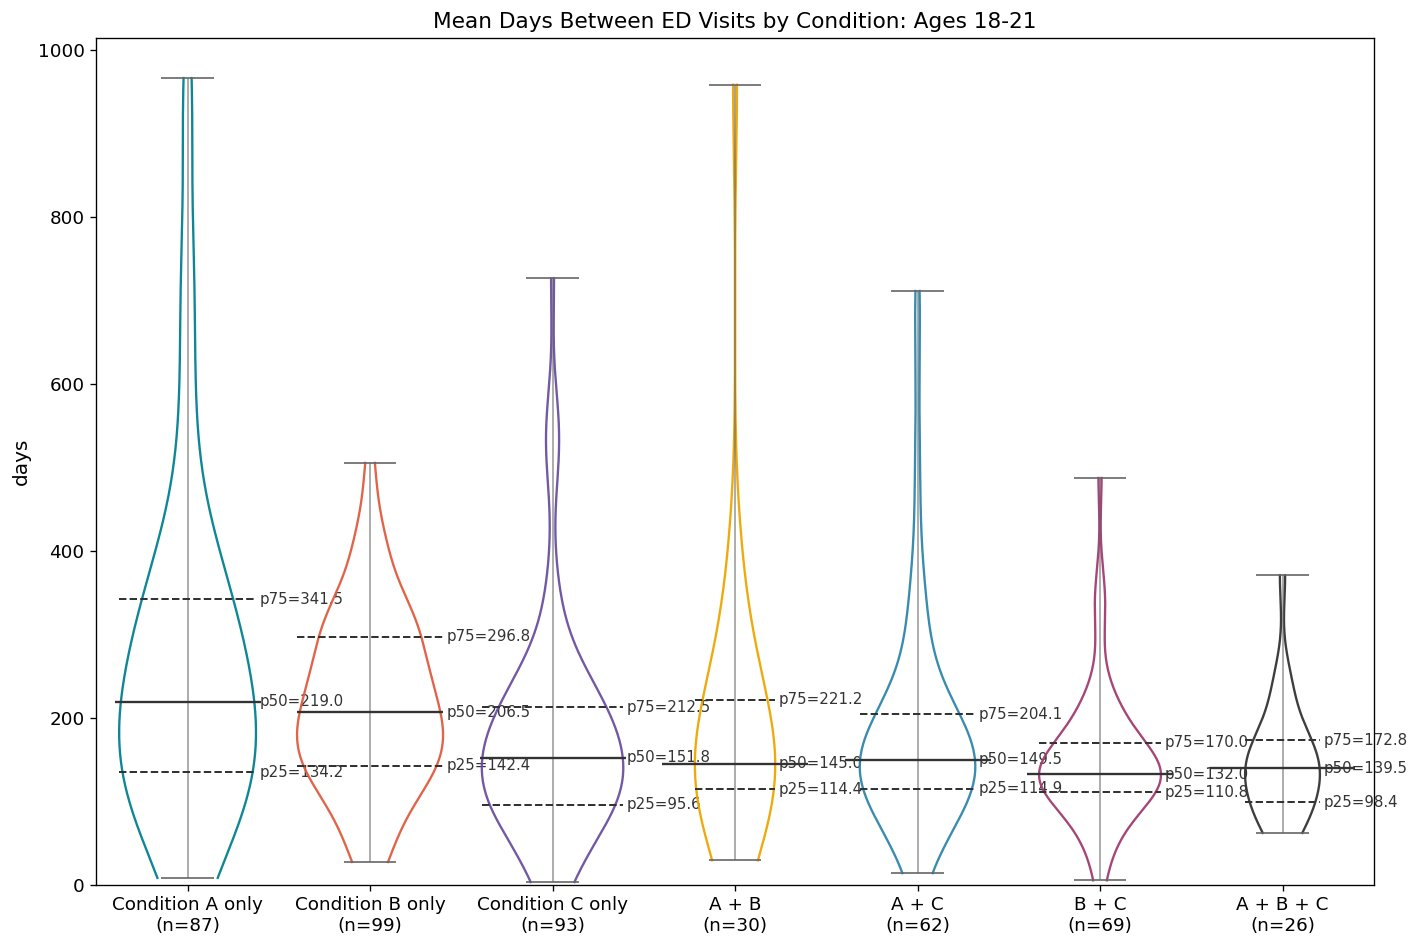 Mean Days Between ED Visits by Condition: Ages 18-21
1000
800
600
400
200
0
days
p75=341.5
p50=219.0
p25=134.2
p75=296.8
p50=206.5
p25=142.4
p75=212.5
p50=151.8
p25=95.6
p75=221.2
p50=145.0
p25=114.4
p75=204.1
p50=149.5
p25=114.9
p75=170.0
p50=132.0
p25=110.8
p75=172.8
p50=139.5
p25=98.4
Condition A only
(n=87)
Condition B only
(n=99)
Condition C only
(n=93)
A + B
(n=30)
A + C
(n=62)
B + C
(n=69)
A + B + C
(n=26)